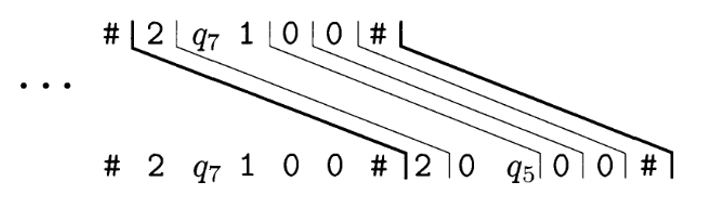 # 2 q₇ 1 0 0 #
...
# 2 q₇ 1 0 0 # 2 0 q₅ 0 0 #